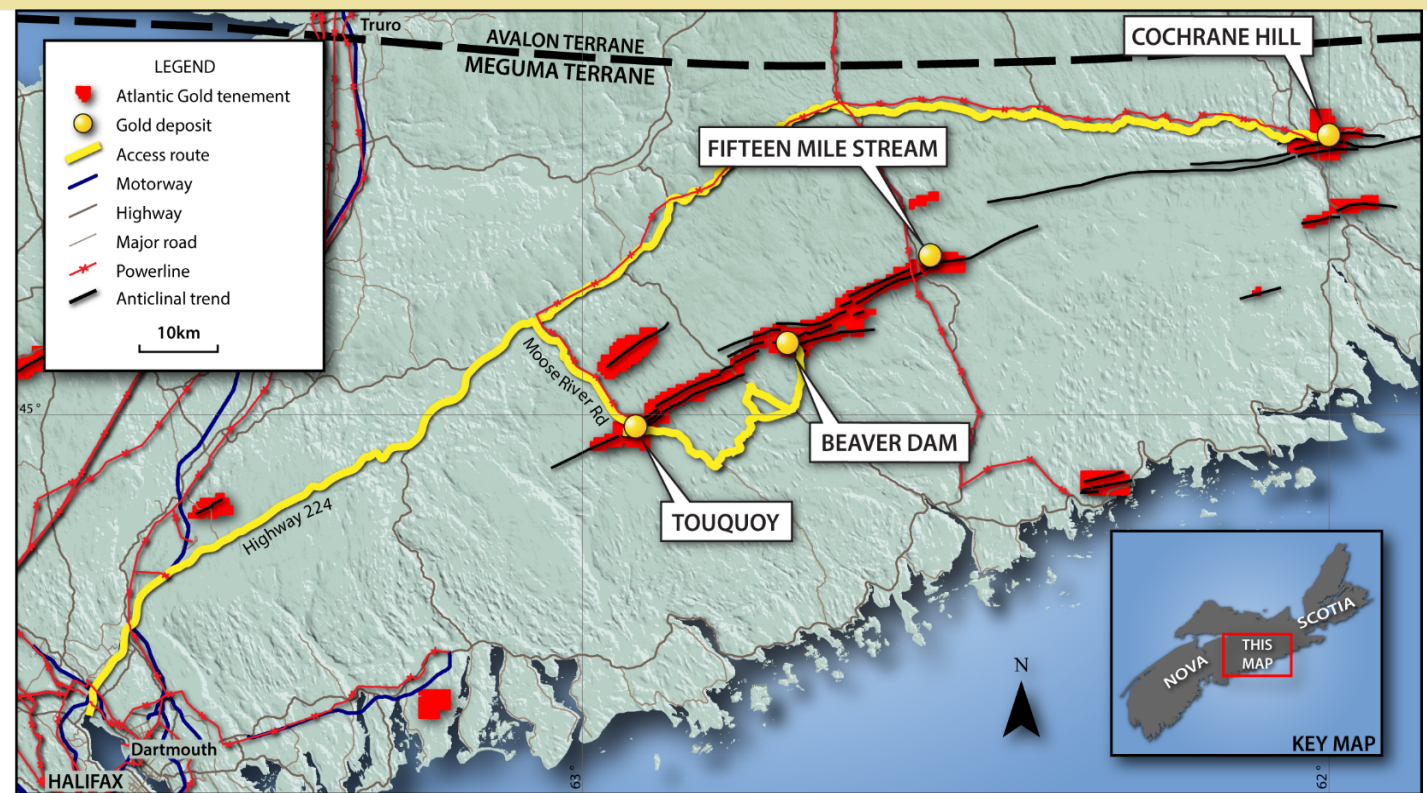 Truro
AVALON TERRANE
MEGUMA TERRANE
COCHRANE HILL
LEGEND
Atlantic Gold tenement
Gold deposit
Access route
Motorway
Highway
Major road
Powerline
Anticlinal trend
10km
FIFTEEN MILE STREAM
Moose River Rd
45°
BEAVER DAM
TOUQUOY
Highway 224
NOVA
SCOTIA
THIS
MAP
KEY MAP
N
Dartmouth
HALIFAX
63°
62°